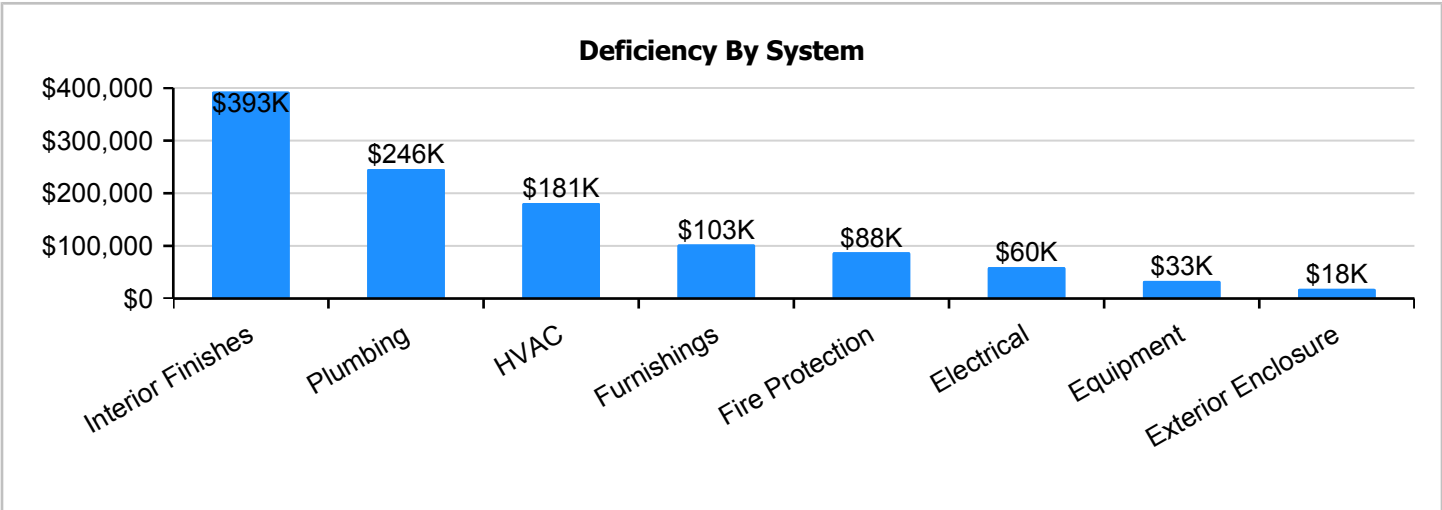 Deficiency By System
$400,000
$300,000
$200,000
$100,000
$0
$393K
$246K
$181K
$103K
$88K
$60K
$33K
$18K
Interior Finishes
Plumbing
HVAC
Furnishings
Fire Protection
Electrical
Equipment
Exterior Enclosure